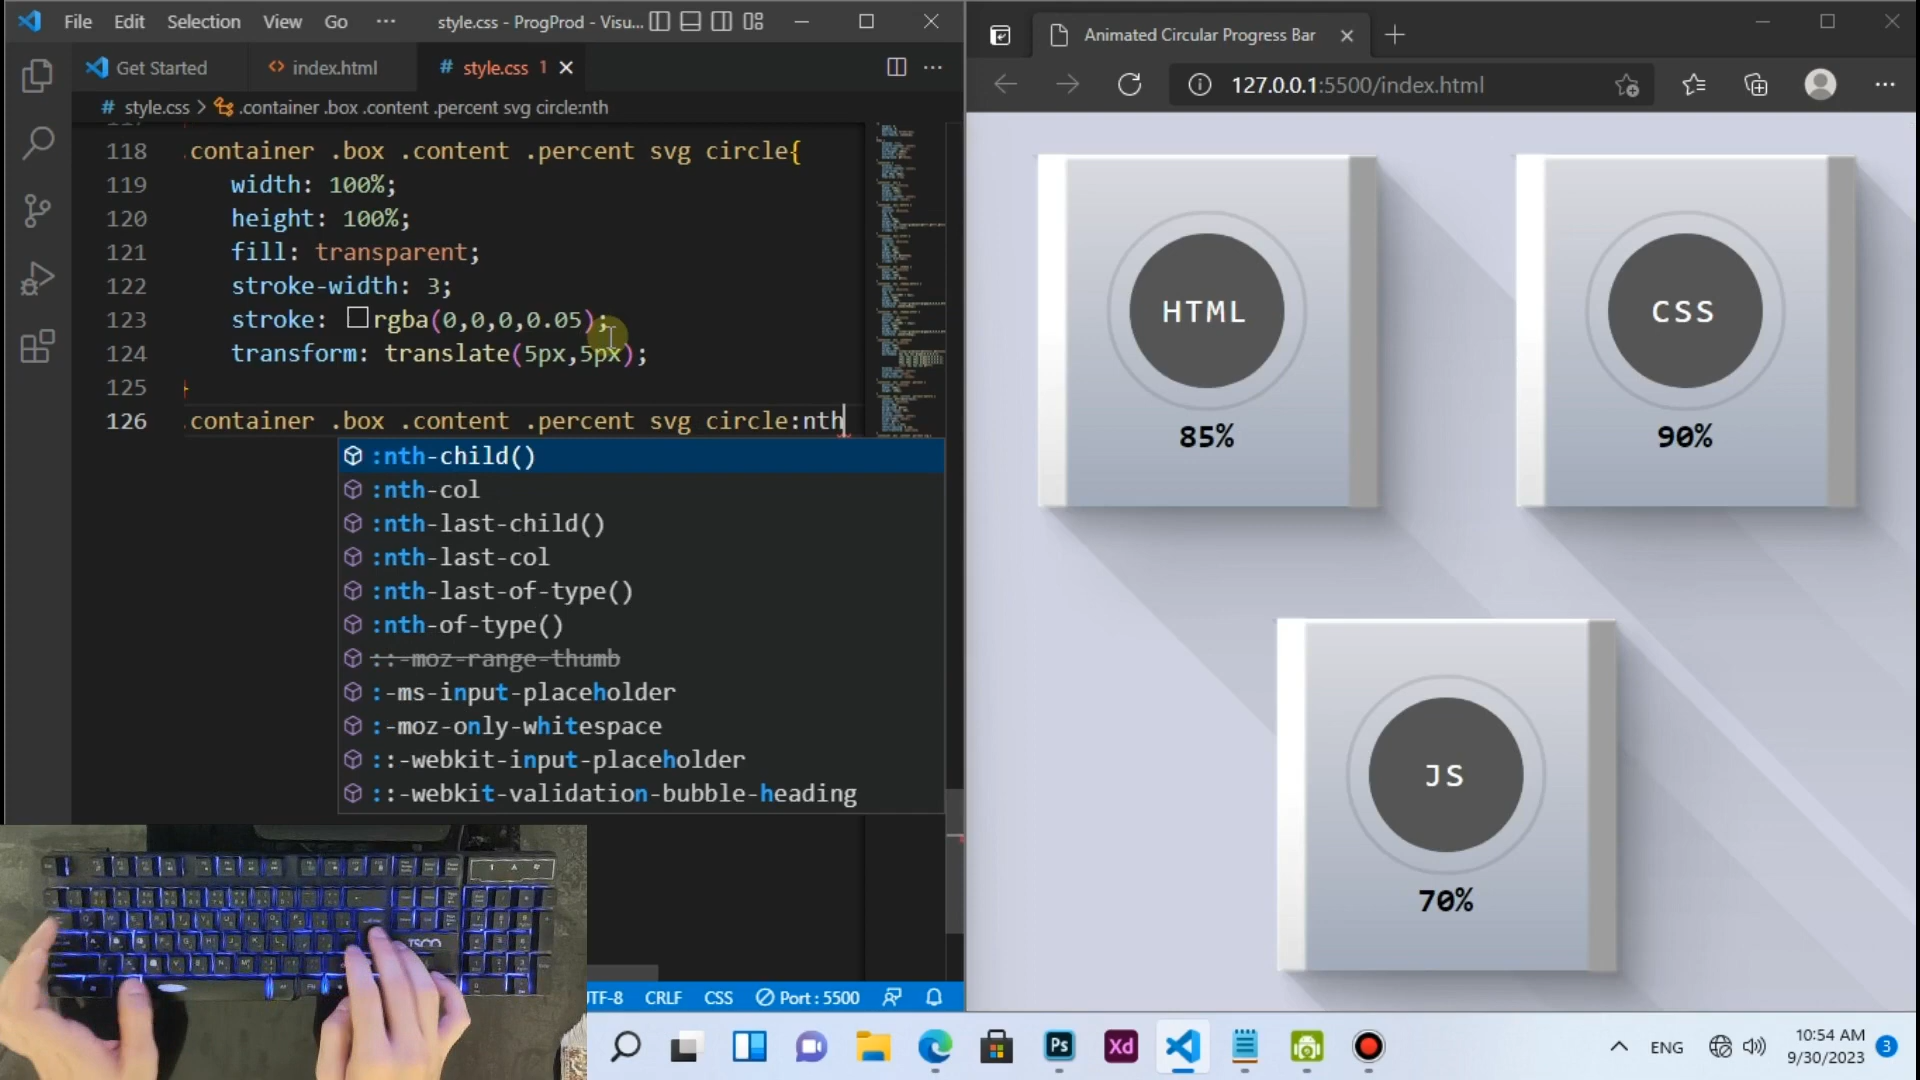 File Edit Selection View Go ··· style.css - ProgProd - Visu...
Get Started index.html # style.css 1
# style.css > .container .box .content .percent svg circle:nth
118 .container .box .content .percent svg circle{
119 width: 100%;
120 height: 100%;
121 fill: transparent;
122 stroke-width: 3;
123 stroke: rgba(0,0,0,0.05);
124 transform: translate(5px,5px);
125 }
126 .container .box .content .percent svg circle:nth
:nth-child()
:nth-col
:nth-last-child()
:nth-last-col
:nth-last-of-type()
:nth-of-type()
::-moz-range-thumb
:-ms-input-placeholder
:-moz-only-whitespace
::-webkit-input-placeholder
::-webkit-validation-bubble-heading
TSCO
UTF-8 CRLF CSS Port : 5500
Animated Circular Progress Bar
127.0.0.1:5500/index.html
HTML
85%
CSS
90%
JS
70%
Ps Xd
ENG
10:54 AM
9/30/2023
3